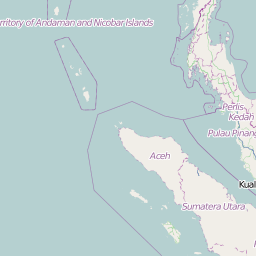 rritory of Andaman and Nicobar Islands
Perlis
Kedah
Pulau Pinang
Aceh
Kual
Sumatera Utara